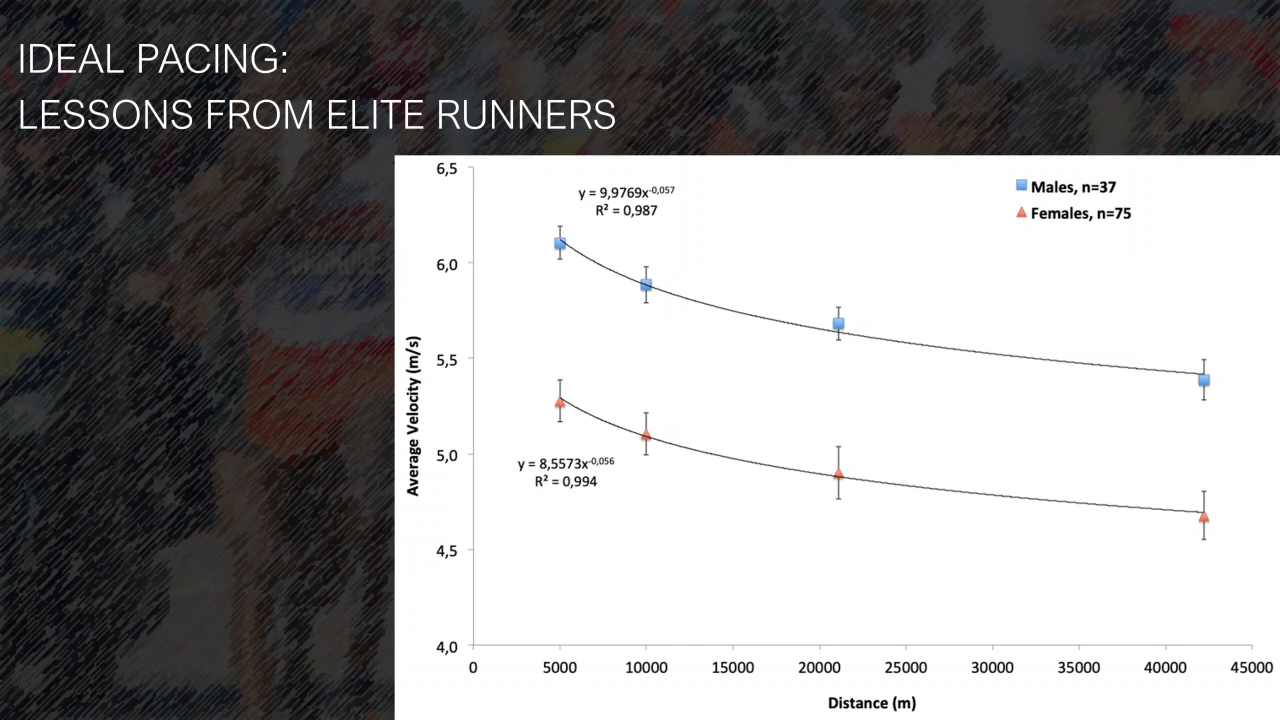 IDEAL PACING:
LESSONS FROM ELITE RUNNERS
6,5
6,0
5,5
5,0
4,5
4,0
Average Velocity (m/s)
y = 9,9769x^-0,057
R² = 0,987
Males, n=37
Females, n=75
y = 8,5573x^-0,056
R² = 0,994
0 5000 10000 15000 20000 25000 30000 35000 40000 45000
Distance (m)